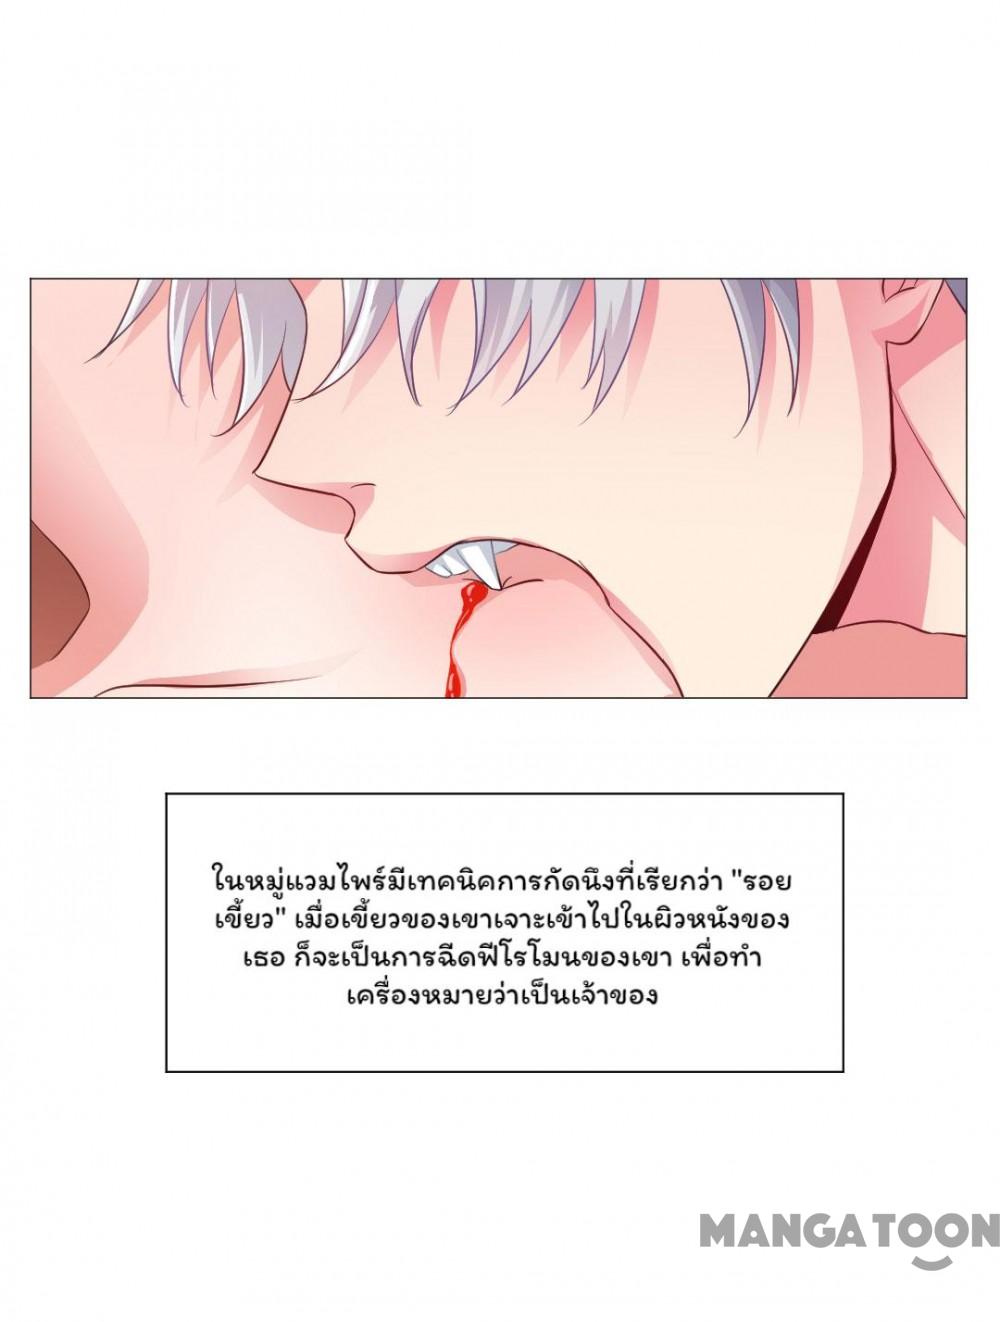 ในหมู่แวมไพร์มีเทคนิคการกัดนึงที่เรียกว่า "รอย
เขี้ยว" เมื่อเขี้ยวของเขาเจาะเข้าไปในผิวหนังของ
เธอ ก็จะเป็นการฉีดฟีโรโมนของเขา เพื่อทำ
เครื่องหมายว่าเป็นเจ้าของ
MANGATOON